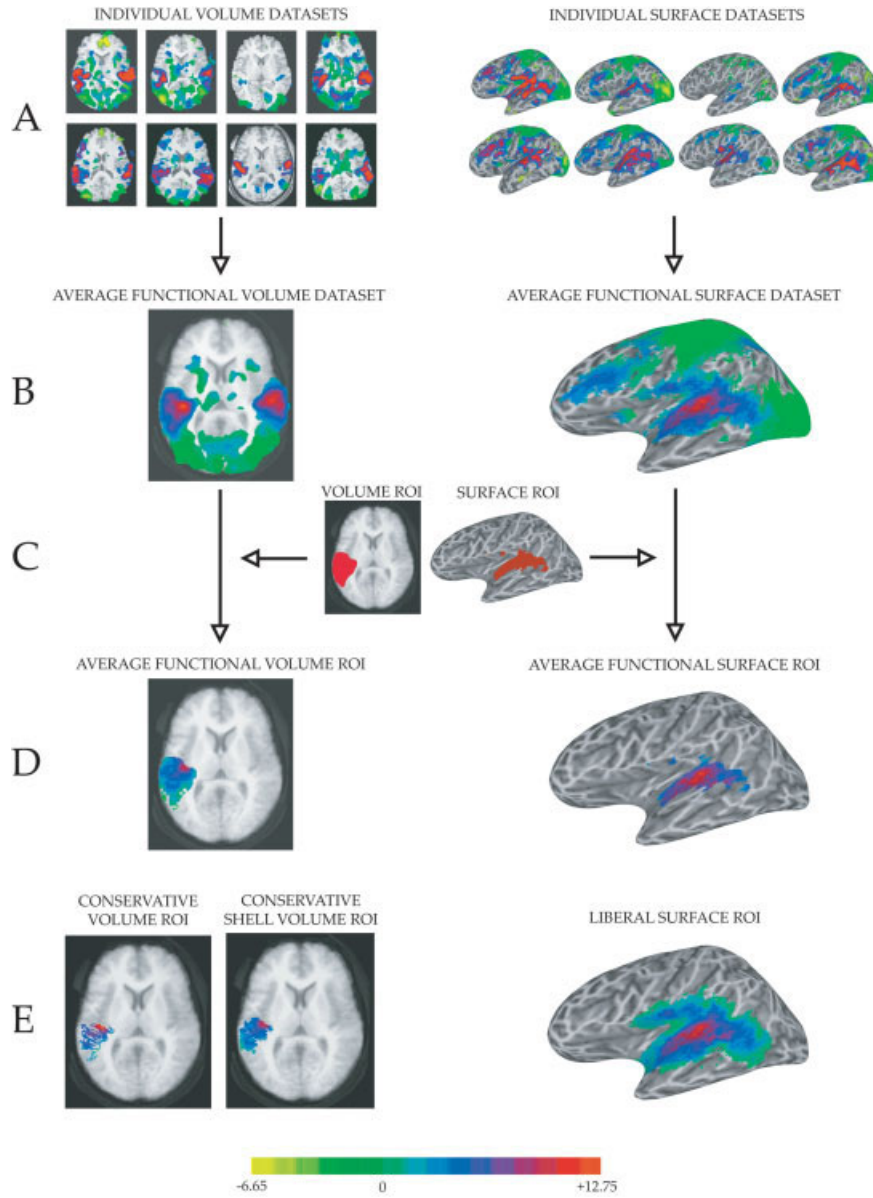 INDIVIDUAL VOLUME DATASETS
INDIVIDUAL SURFACE DATASETS
A
AVERAGE FUNCTIONAL VOLUME DATASET
AVERAGE FUNCTIONAL SURFACE DATASET
B
VOLUME ROI
SURFACE ROI
C
AVERAGE FUNCTIONAL VOLUME ROI
AVERAGE FUNCTIONAL SURFACE ROI
D
CONSERVATIVE
VOLUME ROI
CONSERVATIVE
SHELL VOLUME ROI
LIBERAL SURFACE ROI
E
-6.65
0
+12.75